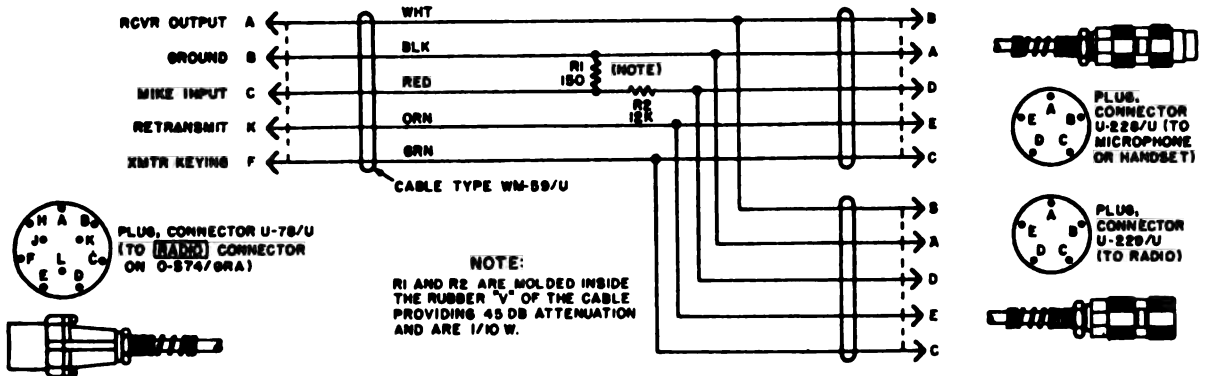 RCVR OUTPUT A WHT B
GROUND B BLK A
R1 150 (NOTE)
MIKE INPUT C RED D
R2 12K
RETRANSMIT K ORN E
XMTR KEYING F GRN C
CABLE TYPE WM-59/U
PLUG, CONNECTOR U-228/U (TO MICROPHONE OR HANDSET)
A
E B
D C
H A B
J K
F L C
E D
PLUG, CONNECTOR U-78/U
(TO RADIO CONNECTOR
ON O-574/GRA)
NOTE:
R1 AND R2 ARE MOLDED INSIDE
THE RUBBER "V" OF THE CABLE
PROVIDING 45 DB ATTENUATION
AND ARE 1/10 W.
B
A
D
E
C
A
E B
D C
PLUG,
CONNECTOR
U-229/U
(TO RADIO)